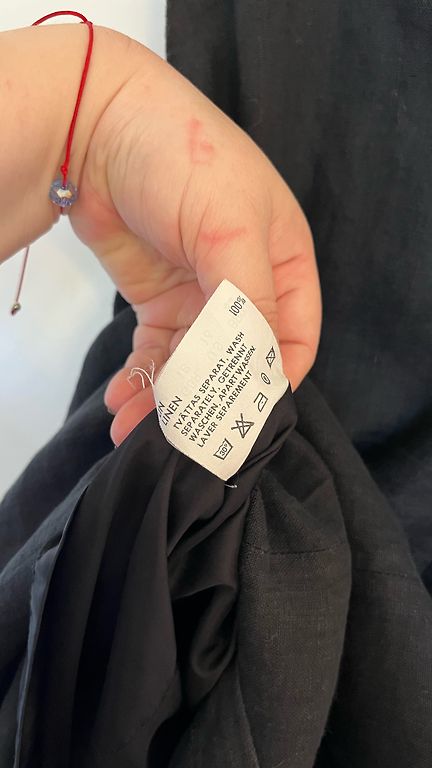 100%
LINEN
TVÄTTAS SEPARAT, WASH
SEPARATELY, GETRENNT
WASCHEN, APART WASSEN
LAVER SEPAREMENT
30°